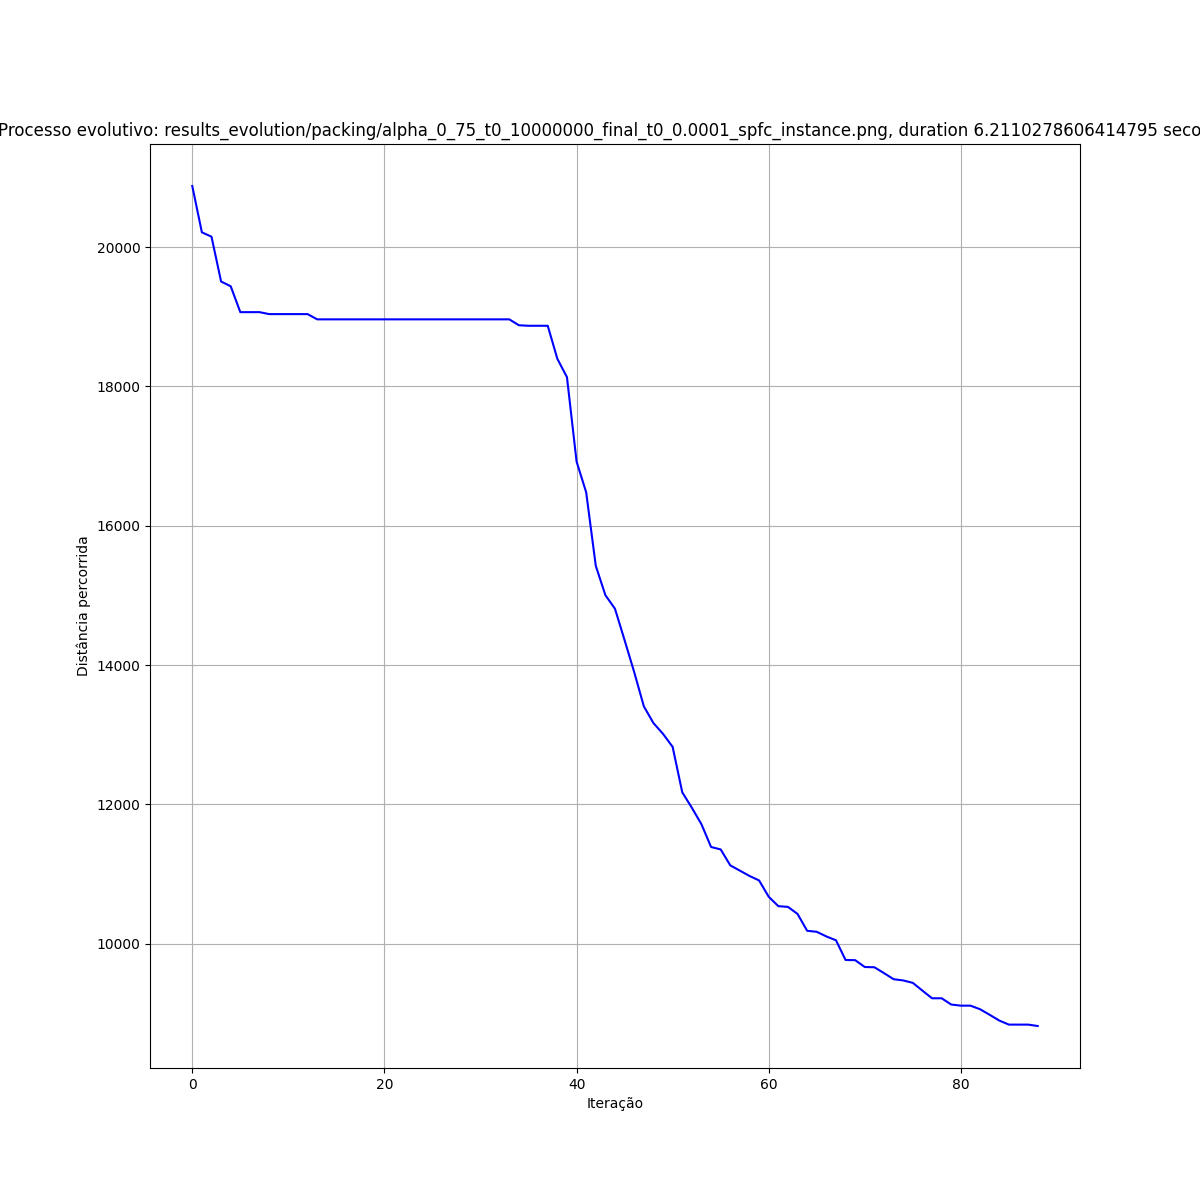 Processo evolutivo: results_evolution/packing/alpha_0_75_t0_10000000_final_t0_0.0001_spfc_instance.png, duration 6.2110278606414795 seco
20000
18000
16000
14000
12000
10000
Distância percorrida
0 20 40 60 80
Iteração